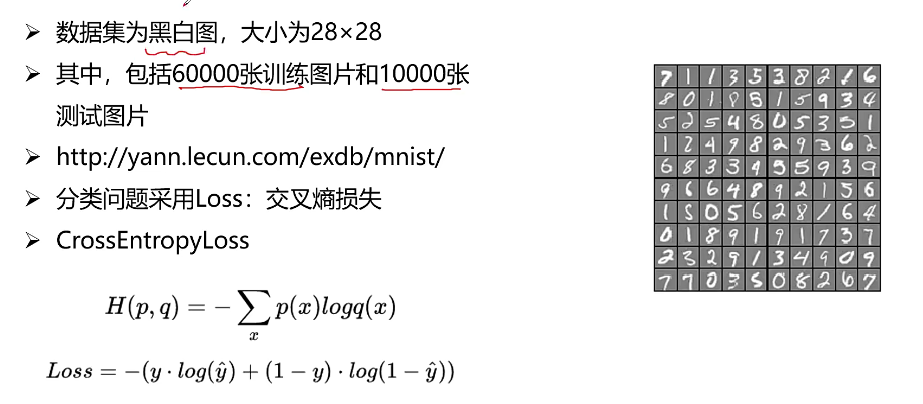 ➢ 数据集为黑白图，大小为28×28
➢ 其中，包括60000张训练图片和10000张
测试图片
➢ http://yann.lecun.com/exdb/mnist/
➢ 分类问题采用Loss：交叉熵损失
➢ CrossEntropyLoss
H(p, q) = − ∑ p(x)logq(x)
x
Loss = −(y · log(ŷ) + (1 − y) · log(1 − ŷ))
7 1 1 3 5 3 8 2 1 6
8 0 1 8 5 1 5 9 3 4
5 2 5 4 8 0 5 3 5 1
1 2 4 9 8 2 9 3 6 2
6 8 3 3 9 5 5 9 3 9
9 6 6 4 8 9 2 1 5 6
1 5 0 5 6 2 8 1 6 4
0 1 8 9 1 9 1 7 3 7
2 3 2 9 1 3 4 9 0 9
7 7 0 3 5 0 8 2 6 7